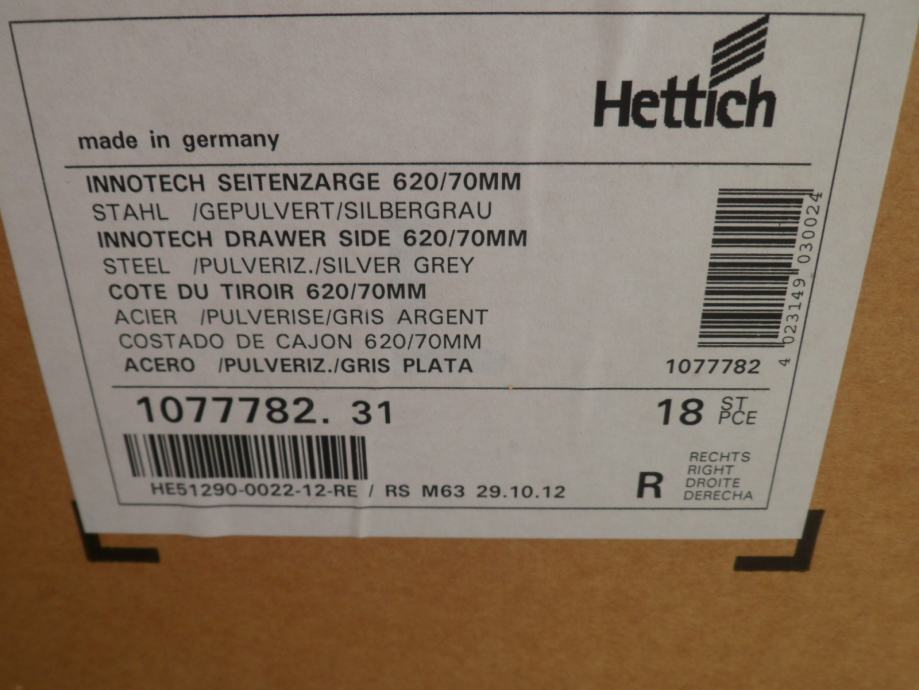 Hettich
made in germany
INNOTECH SEITENZARGE 620/70MM
STAHL /GEPULVERT/SILBERGRAU
INNOTECH DRAWER SIDE 620/70MM
STEEL /PULVERIZ./SILVER GREY
COTE DU TIROIR 620/70MM
ACIER /PULVERISE/GRIS ARGENT
COSTADO DE CAJON 620/70MM
ACERO /PULVERIZ./GRIS PLATA
4 023149 030024
1077782
1077782. 31
18 ST PCE
HE51290-0022-12-RE / RS M63 29.10.12
R
RECHTS
RIGHT
DROITE
DERECHA